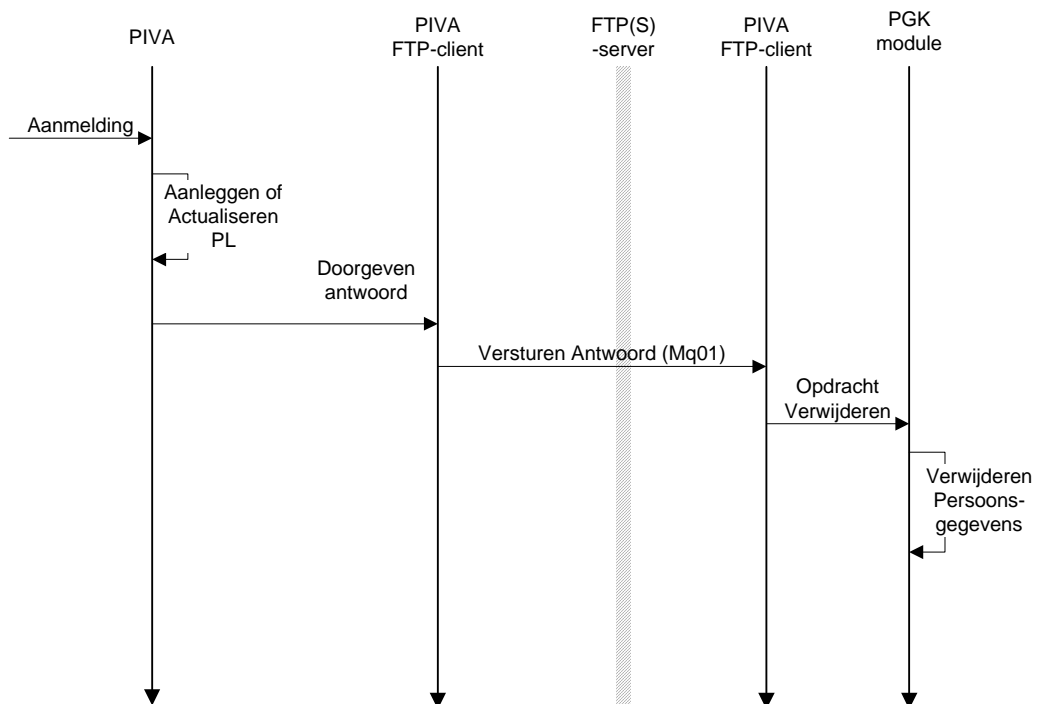 PIVA
PIVA
FTP-client
FTP(S)
-server
PIVA
FTP-client
PGK
module
Aanmelding
Aanleggen of
Actualiseren
PL
Doorgeven
antwoord
Versturen Antwoord (Mq01)
Opdracht
Verwijderen
Verwijderen
Persoons-
gegevens